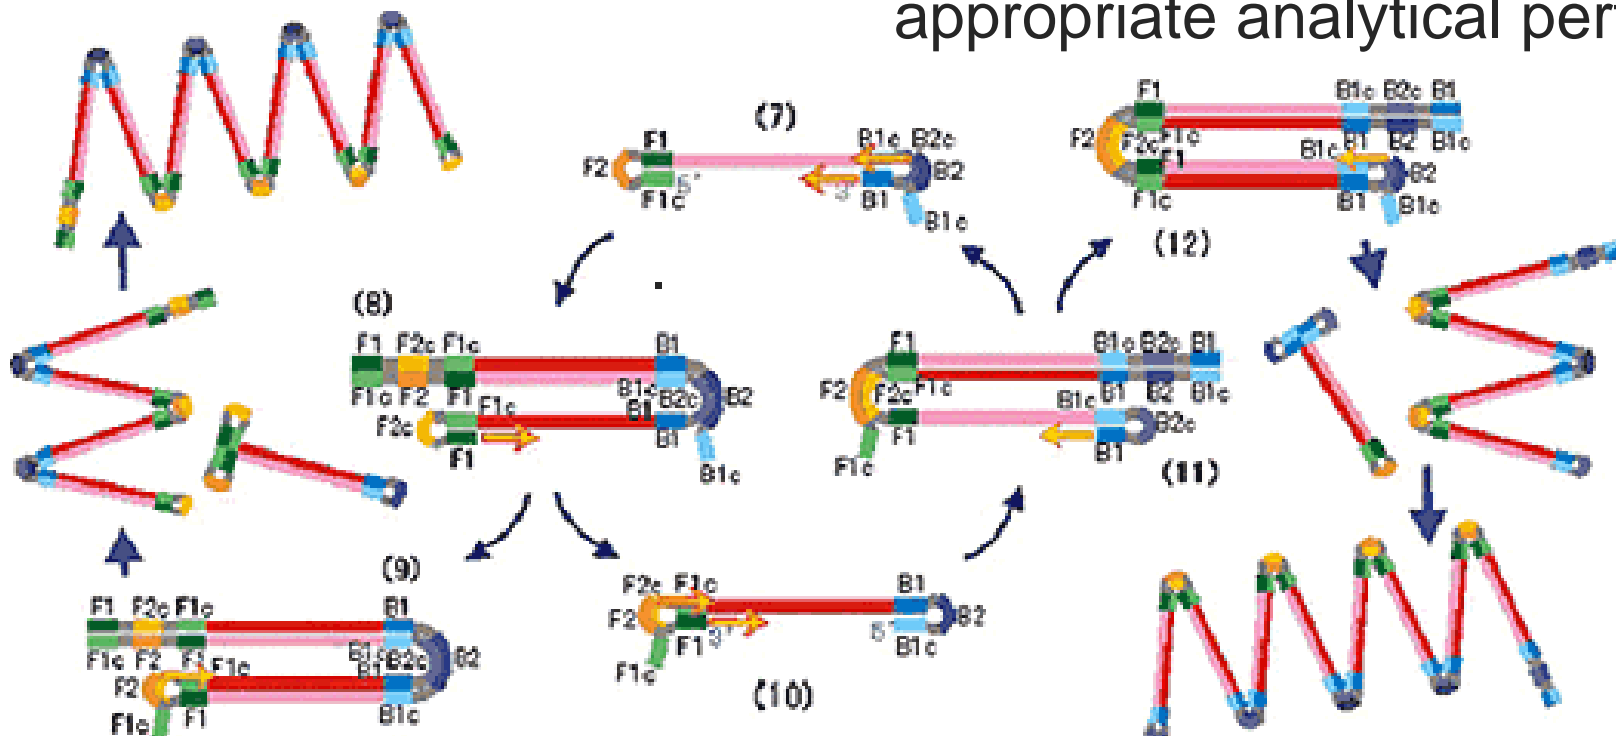 appropriate analytical per
(7)
F1 B1c B2c
F2 B2
F1c 5' 3' B1
B1c
F1 B1c B2c B1
F2 F2c F1c B1 B2 B1c
F1 B1c B2
F1c B1 B1c
(12)
(8)
F1 F2c F1c B1
F1c F2 F1 B1c B2c B2
F2c F1c B1
F1 B1
B1c
F1 B1c B2c B1
F2 F2c F1c B1 B2 B1c
F1 B1c B2c
F1c B1
(11)
(9)
F1 F2c F1c B1
F1c F2 F1c B1c B2c B2
F2 B1
F1c F1 B1c
F2c F1c B1
F2 B2
F1 3' 5' B1c
F1c
(10)